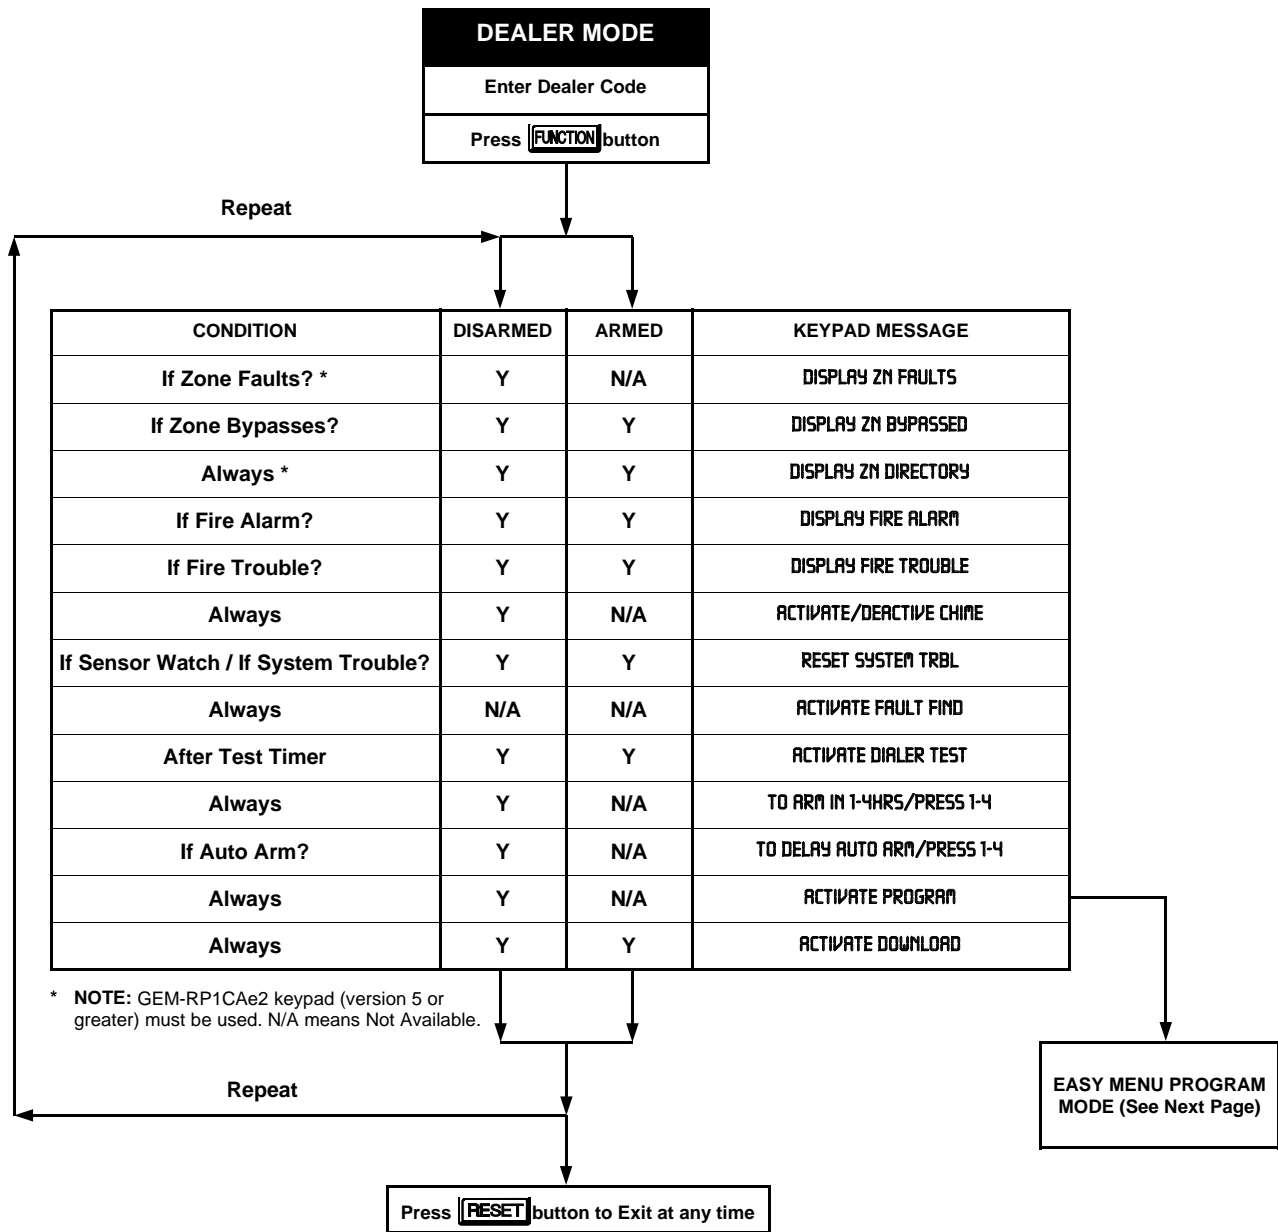 DEALER MODE
Enter Dealer Code
Press FUNCTION button
Repeat
CONDITION DISARMED ARMED KEYPAD MESSAGE
If Zone Faults? * Y N/A DISPLAY ZN FAULTS
If Zone Bypasses? Y Y DISPLAY ZN BYPASSED
Always * Y Y DISPLAY ZN DIRECTORY
If Fire Alarm? Y Y DISPLAY FIRE ALARM
If Fire Trouble? Y Y DISPLAY FIRE TROUBLE
Always Y N/A ACTIVATE/DEACTIVE CHIME
If Sensor Watch / If System Trouble? Y Y RESET SYSTEM TRBL
Always N/A N/A ACTIVATE FAULT FIND
After Test Timer Y Y ACTIVATE DIALER TEST
Always Y N/A TO ARM IN 1-4HRS/PRESS 1-4
If Auto Arm? Y N/A TO DELAY AUTO ARM/PRESS 1-4
Always Y N/A ACTIVATE PROGRAM
Always Y Y ACTIVATE DOWNLOAD
* NOTE: GEM-RP1CAe2 keypad (version 5 or
greater) must be used. N/A means Not Available.
Repeat
EASY MENU PROGRAM
MODE (See Next Page)
Press RESET button to Exit at any time